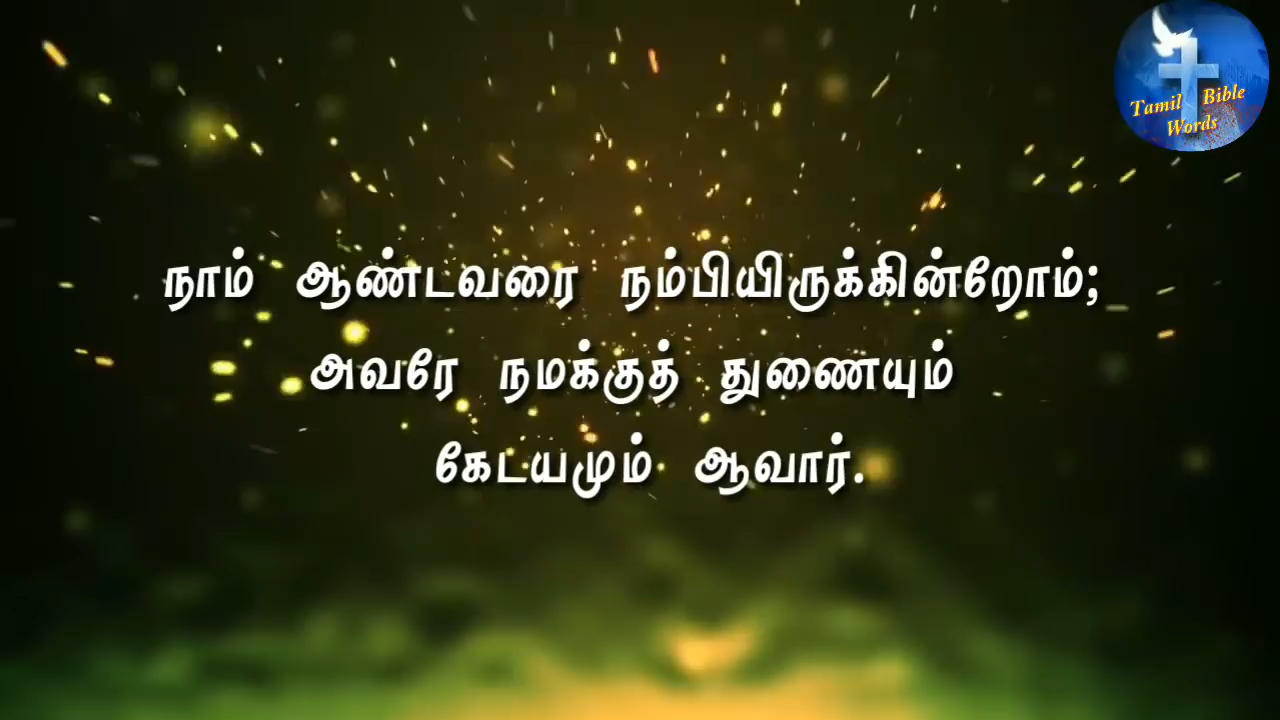 Tamil Bible
Words
நாம் ஆண்டவரை நம்பியிருக்கின்றோம்;
அவரே நமக்குத் துணையும்
கேடயமும் ஆவார்.